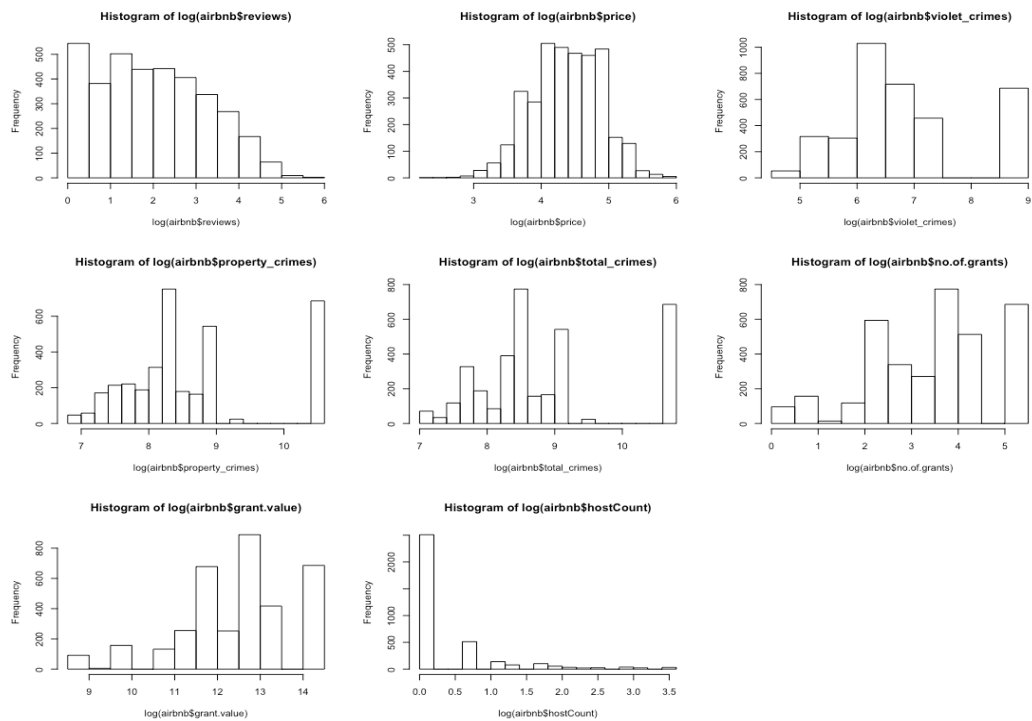 Histogram of log(airbnb$reviews)
Frequency
0 100 200 300 400 500
0 1 2 3 4 5 6
log(airbnb$reviews)
Histogram of log(airbnb$price)
Frequency
0 100 200 300 400 500
3 4 5 6
log(airbnb$price)
Histogram of log(airbnb$violet_crimes)
Frequency
0 200 400 600 800 1000
5 6 7 8 9
log(airbnb$violet_crimes)
Histogram of log(airbnb$property_crimes)
Frequency
0 200 400 600
7 8 9 10
log(airbnb$property_crimes)
Histogram of log(airbnb$total_crimes)
Frequency
0 200 400 600 800
7 8 9 10
log(airbnb$total_crimes)
Histogram of log(airbnb$no.of.grants)
Frequency
0 200 400 600 800
0 1 2 3 4 5
log(airbnb$no.of.grants)
Histogram of log(airbnb$grant.value)
Frequency
0 200 400 600 800
9 10 11 12 13 14
log(airbnb$grant.value)
Histogram of log(airbnb$hostCount)
Frequency
0 500 1000 2000
0.0 0.5 1.0 1.5 2.0 2.5 3.0 3.5
log(airbnb$hostCount)